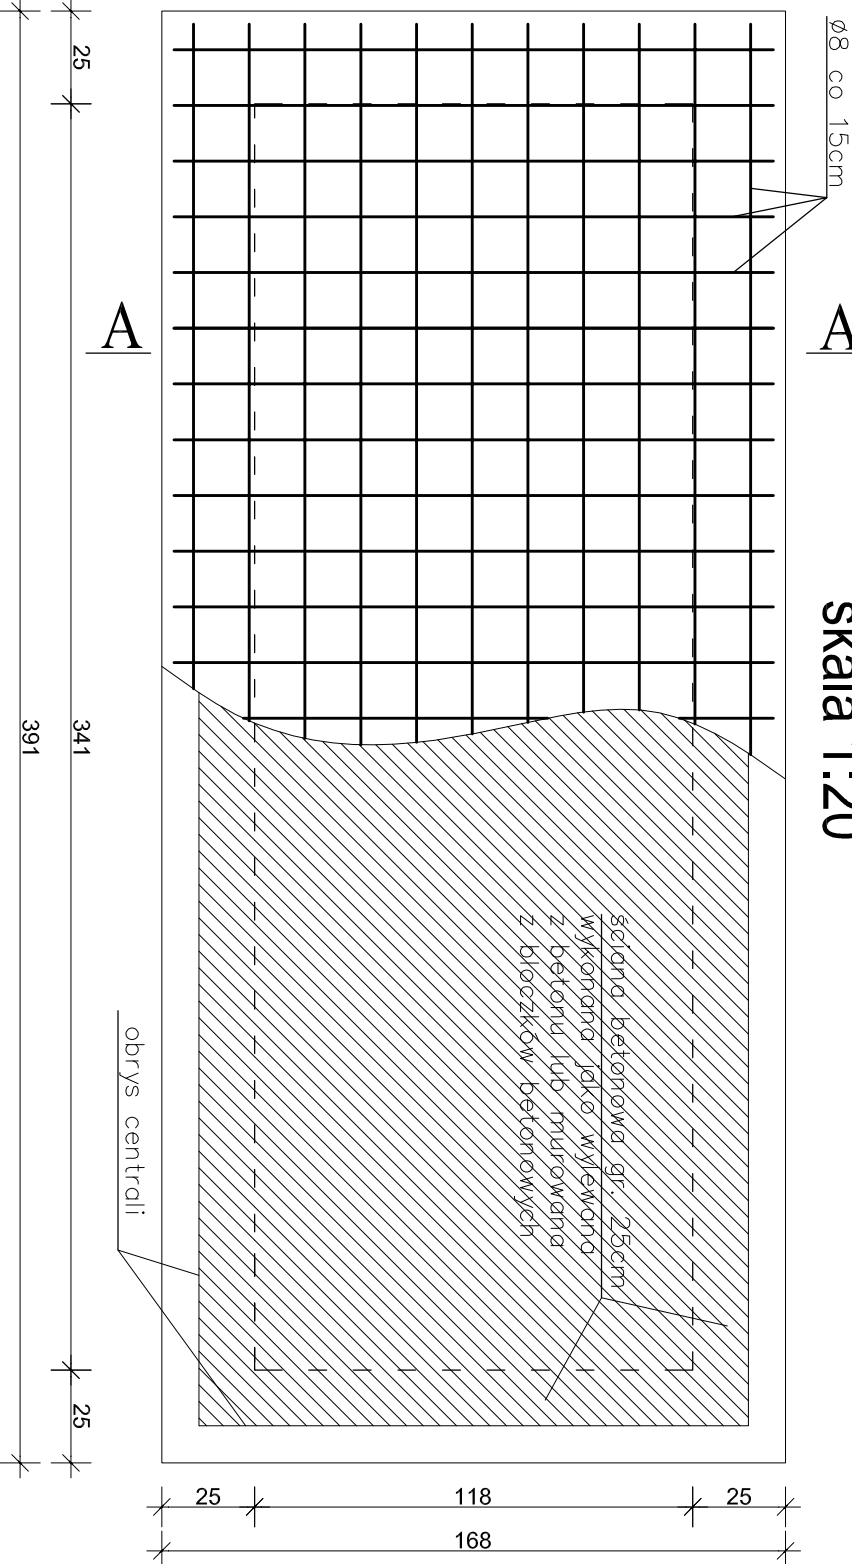 ø8 co 15cm
A
A
skala 1:20
ściana betonowa gr. 25cm
wykonana jako wylewana
z betonu lub murowana
z bloczków betonowych
obrys centrali
25
341
25
391
25
118
25
168